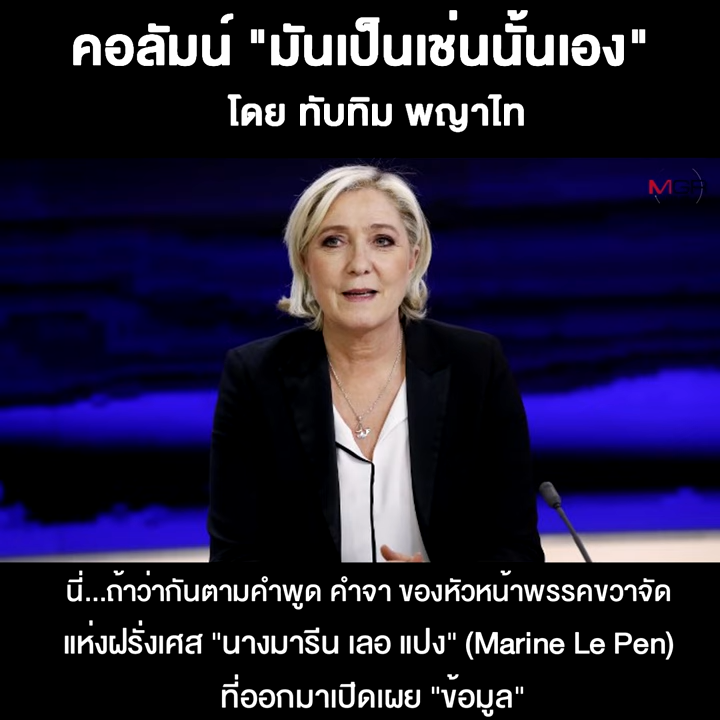 คอลัมน์ "มันเป็นเช่นนั้นเอง"
โดย ทับทิม พญาไท
นี่...ถ้าว่ากันตามคำพูด คำจา ของหัวหน้าพรรคขวาจัด
แห่งฝรั่งเศส "นางมารีน เลอ แปง" (Marine Le Pen)
ที่ออกมาเปิดเผย "ข้อมูล"